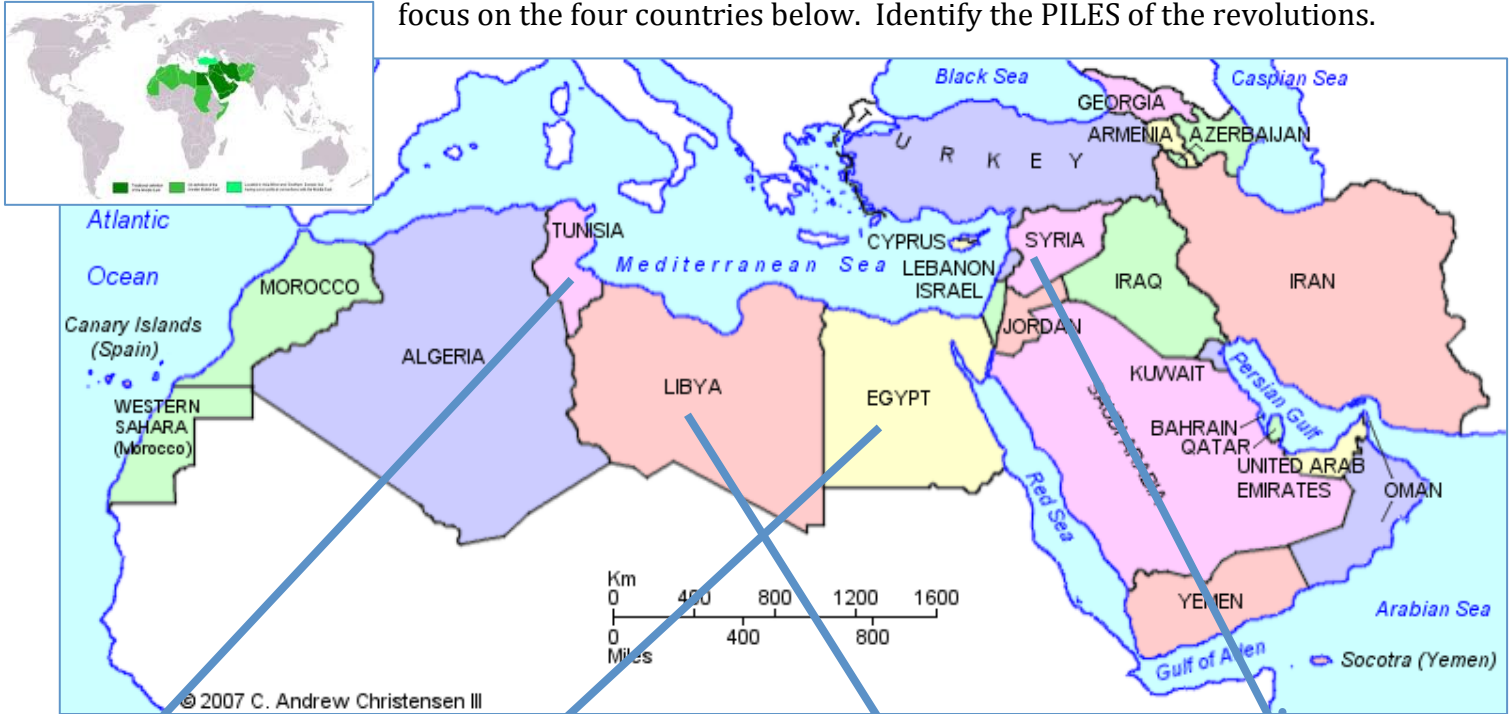 focus on the four countries below.  Identify the PILES of the revolutions.
Black Sea
Caspian Sea
GEORGIA
ARMENIA
AZERBAIJAN
TURKEY
Atlantic
Ocean
TUNISIA
CYPRUS
SYRIA
Mediterranean Sea
LEBANON
ISRAEL
IRAQ
IRAN
MOROCCO
Canary Islands
(Spain)
JORDAN
ALGERIA
LIBYA
EGYPT
KUWAIT
Persian Gulf
SAUDI ARABIA
WESTERN
SAHARA
(Morocco)
BAHRAIN
QATAR
UNITED ARAB
EMIRATES
OMAN
Red Sea
Km
0 400 800 1200 1600
0 400 800
Miles
YEMEN
Arabian Sea
Gulf of Aden
Socotra (Yemen)
© 2007 C. Andrew Christensen III